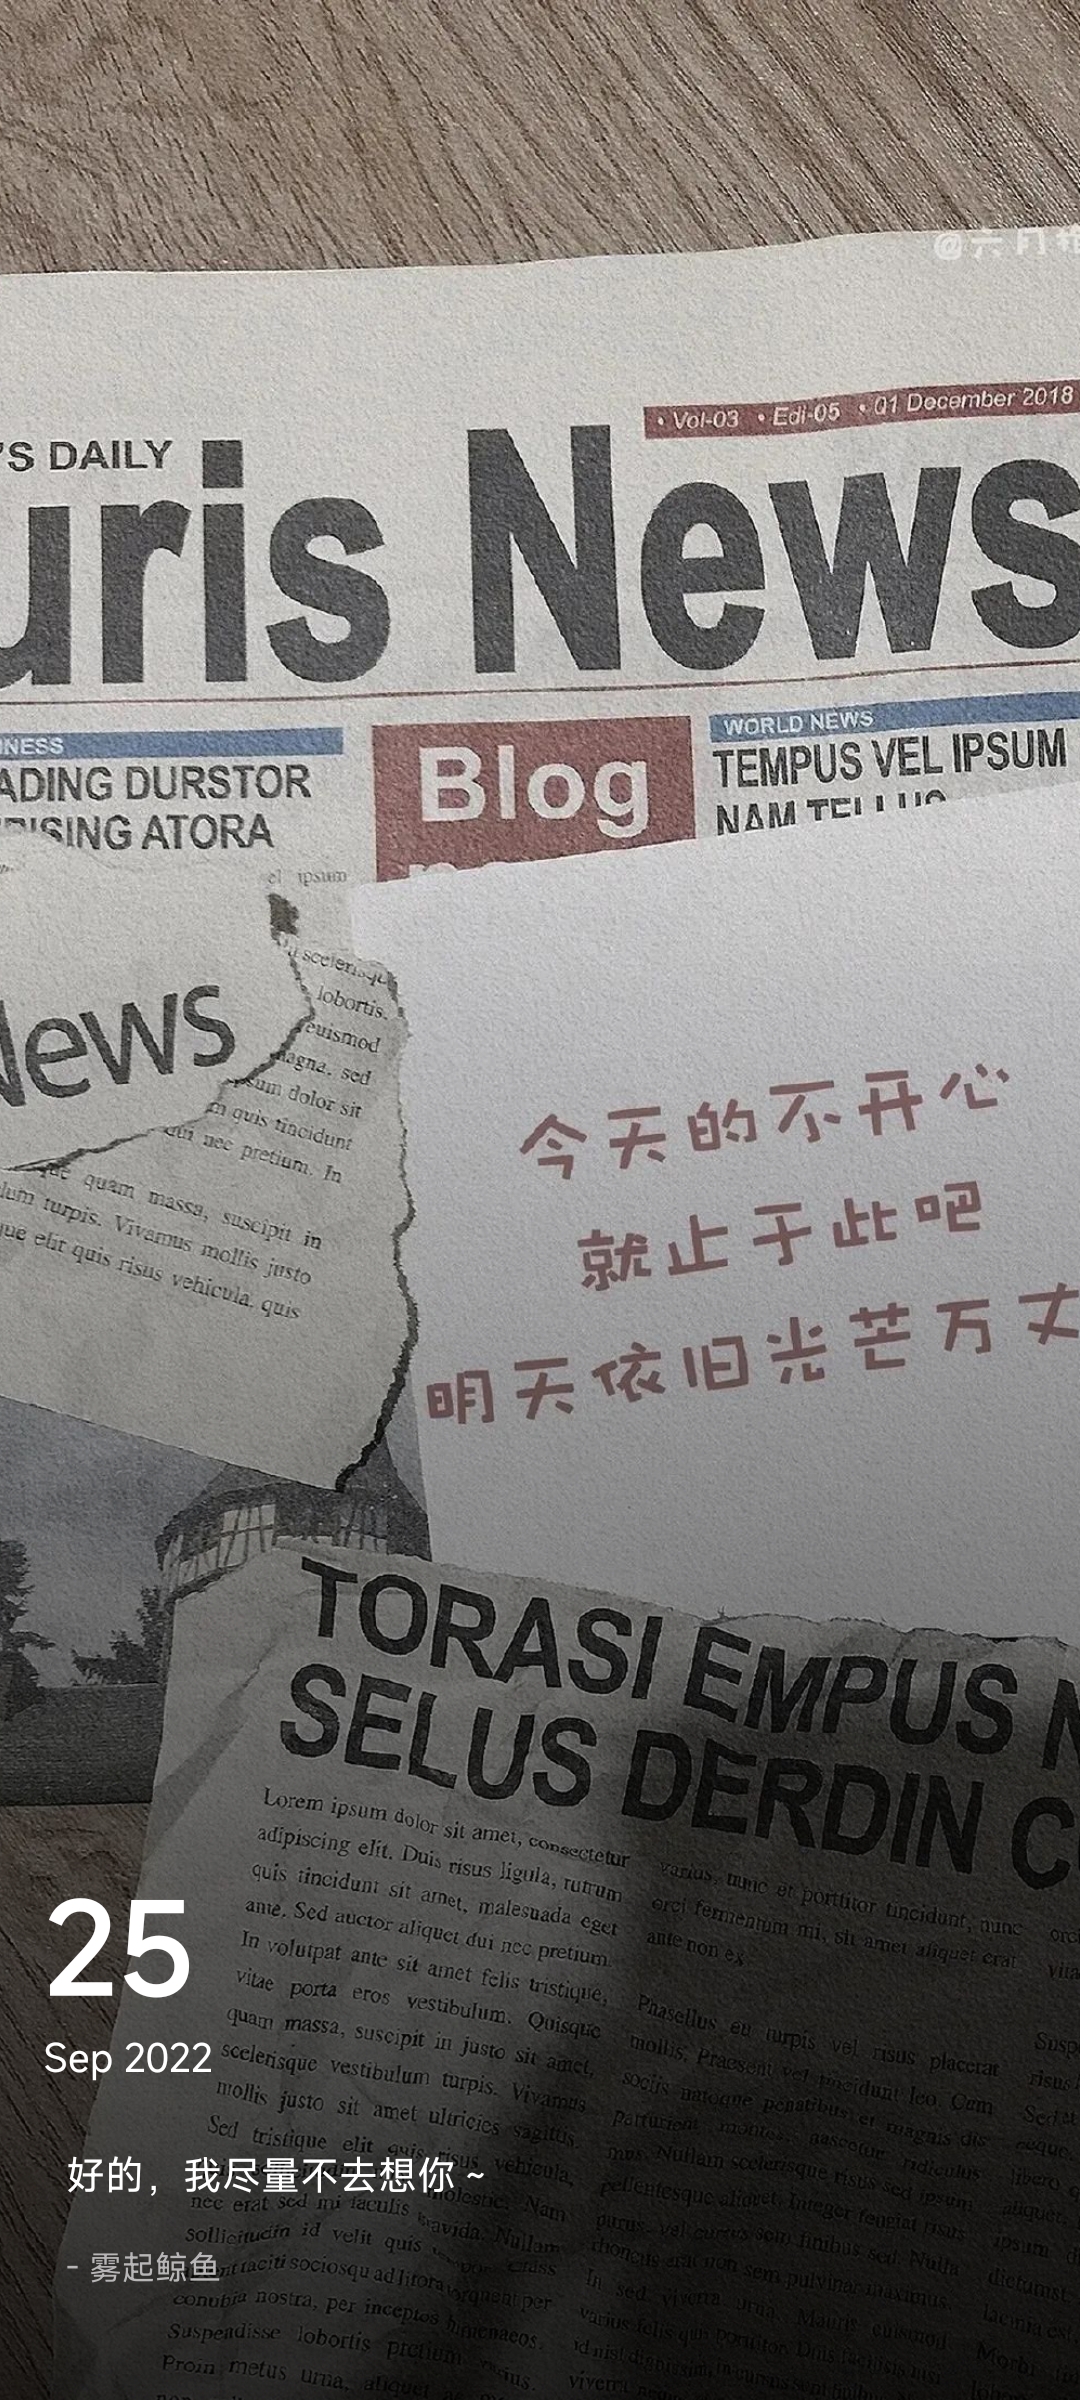 @六月
• Vol-03 • Edi-05 • 01 December 2018
'S DAILY
uris News
NESS
ADING DURSTOR
RISING ATORA
Blog
WORLD NEWS
TEMPUS VEL IPSUM
NAM TELLUS
el ipsum
scelerisque
lobortis.
euismod
magna. sed
ipsum dolor sit
m quis tincidunt
dui nec pretium. In
que quam massa, suscipit in
lum turpis. Vivamus mollis justo
que elit quis risus vehicula. quis
News
今天的不开心
就止于此吧
明天依旧光芒万丈
TORASI EMPUS N
SELUS DERDIN C
Lorem ipsum dolor sit amet, consectetur
adipiscing elit. Duis risus ligula, rutrum
quis tincidunt sit amet, malesuada eget
ame. Sed auctor aliquet dui nec pretium.
In volutpat ante sit amet felis tristique,
vitae porta eros vestibulum. Quisque
quam massa, suscipit in justo sit amet,
scelerisque vestibulum turpis. Vivamus
mollis justo sit amet ultricies sagittis.
Sed tristique elit quis risus vehicula,
nec erat sed mi iaculis molestie. Nam
sollicitudin id velit quis gravida. Nullam
taciti sociosqu ad litora torquent per
conubia nostra, per inceptos himenaeos.
Suspendisse lobortis pretium
Proin metus urna, aliquet
varius, nunc et porttitor tincidunt, nunc
orci fermentum mi, sit amet aliquet erat
ante non ex
Phasellus eu turpis vel risus placerat
mollis. Praesent vel tincidunt leo. Cum
sociis natoque penatibus et magnis dis
parturient montes, nascetur ridiculus
mus. Nullam scelerisque risus sed ipsum
pellentesque aliquet. Integer feugiat risus
purus, vel cursus sem finibus sed. Nulla
rhoncus erat non sem pulvinar maximus.
In sed viverra urna. Mauris euismod
varius felis quis porttitor. Duis facilisis nisl
id nisl dignissim, in cursus
25
Sep 2022
好的，我尽量不去想你 ~
- 雾起鲸鱼